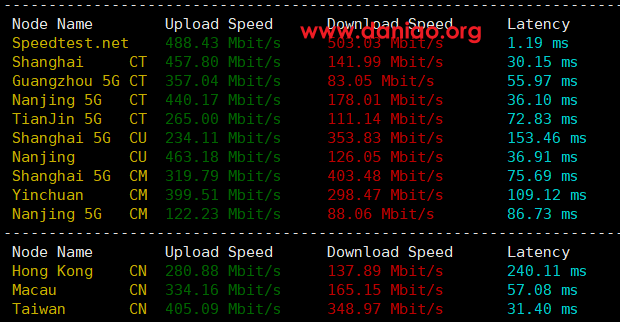 Node Name Upload Speed Download Speed Latency
www.daniao.org
Speedtest.net 488.43 Mbit/s 503.03 Mbit/s 1.19 ms
Shanghai CT 457.80 Mbit/s 141.99 Mbit/s 30.15 ms
Guangzhou 5G CT 357.04 Mbit/s 83.05 Mbit/s 55.97 ms
Nanjing 5G CT 440.17 Mbit/s 178.01 Mbit/s 36.10 ms
TianJin 5G CT 265.00 Mbit/s 111.14 Mbit/s 72.83 ms
Shanghai 5G CU 234.11 Mbit/s 353.83 Mbit/s 153.46 ms
Nanjing CU 463.18 Mbit/s 126.05 Mbit/s 36.91 ms
Shanghai 5G CM 319.79 Mbit/s 403.48 Mbit/s 75.69 ms
Yinchuan CM 399.51 Mbit/s 298.47 Mbit/s 109.12 ms
Nanjing 5G CM 122.23 Mbit/s 88.06 Mbit/s 86.73 ms
Node Name Upload Speed Download Speed Latency
Hong Kong CN 280.88 Mbit/s 137.89 Mbit/s 240.11 ms
Macau CN 334.16 Mbit/s 165.15 Mbit/s 57.08 ms
Taiwan CN 405.09 Mbit/s 348.97 Mbit/s 31.40 ms